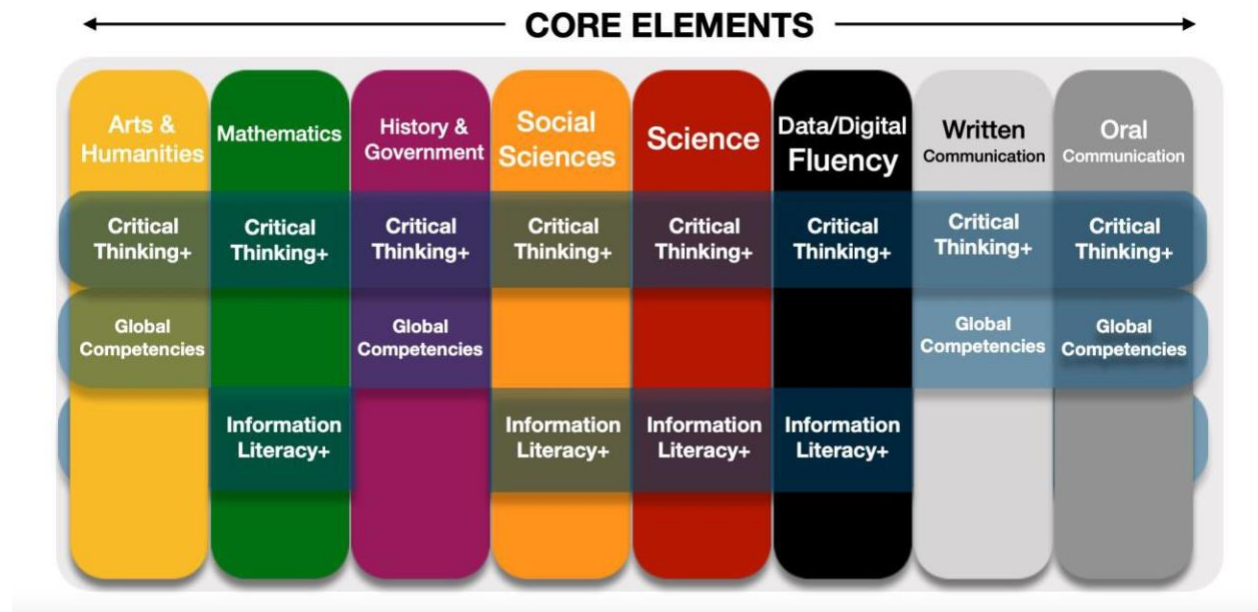 CORE ELEMENTS
Arts &
Humanities
Mathematics
History &
Government
Social
Sciences
Science
Data/Digital
Fluency
Written
Communication
Oral
Communication
Critical
Thinking+
Critical
Thinking+
Critical
Thinking+
Critical
Thinking+
Critical
Thinking+
Critical
Thinking+
Critical
Thinking+
Critical
Thinking+
Global
Competencies
Global
Competencies
Global
Competencies
Global
Competencies
Information
Literacy+
Information
Literacy+
Information
Literacy+
Information
Literacy+